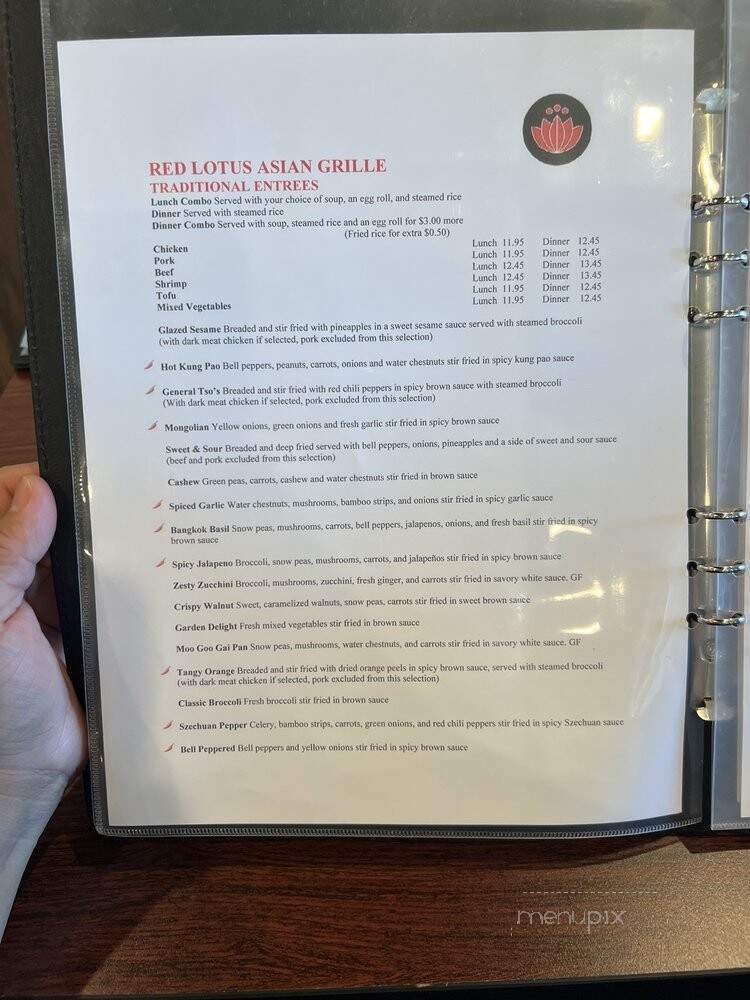 RED LOTUS ASIAN GRILLE
TRADITIONAL ENTREES
Lunch Combo Served with your choice of soup, an egg roll, and steamed rice
Dinner Served with steamed rice
Dinner Combo Served with soup, steamed rice and an egg roll for $3.00 more
(Fried rice for extra $0.50)
Chicken Lunch 11.95 Dinner 12.45
Pork Lunch 11.95 Dinner 12.45
Beef Lunch 12.45 Dinner 13.45
Shrimp Lunch 12.45 Dinner 13.45
Tofu Lunch 11.95 Dinner 12.45
Mixed Vegetables Lunch 11.95 Dinner 12.45
Glazed Sesame Breaded and stir fried with pineapples in a sweet sesame sauce served with steamed broccoli
(with dark meat chicken if selected, pork excluded from this selection)
Hot Kung Pao Bell peppers, peanuts, carrots, onions and water chestnuts stir fried in spicy kung pao sauce
General Tso's Breaded and stir fried with red chili peppers in spicy brown sauce with steamed broccoli
(With dark meat chicken if selected, pork excluded from this selection)
Mongolian Yellow onions, green onions and fresh garlic stir fried in spicy brown sauce
Sweet & Sour Breaded and deep fried served with bell peppers, onions, pineapples and a side of sweet and sour sauce
(beef and pork excluded from this selection)
Cashew Green peas, carrots, cashew and water chestnuts stir fried in brown sauce
Spiced Garlic Water chestnuts, mushrooms, bamboo strips, and onions stir fried in spicy garlic sauce
Bangkok Basil Snow peas, mushrooms, carrots, bell peppers, jalapenos, onions, and fresh basil stir fried in spicy
brown sauce
Spicy Jalapeno Broccoli, snow peas, mushrooms, carrots, and jalapeños stir fried in spicy brown sauce
Zesty Zucchini Broccoli, mushrooms, zucchini, fresh ginger, and carrots stir fried in savory white sauce. GF
Crispy Walnut Sweet, caramelized walnuts, snow peas, carrots stir fried in sweet brown sauce
Garden Delight Fresh mixed vegetables stir fried in brown sauce
Moo Goo Gai Pan Snow peas, mushrooms, water chestnuts, and carrots stir fried in savory white sauce. GF
Tangy Orange Breaded and stir fried with dried orange peels in spicy brown sauce, served with steamed broccoli
(with dark meat chicken if selected, pork excluded from this selection)
Classic Broccoli Fresh broccoli stir fried in brown sauce
Szechuan Pepper Celery, bamboo strips, carrots, green onions, and red chili peppers stir fried in spicy Szechuan sauce
Bell Peppered Bell peppers and yellow onions stir fried in spicy brown sauce
menupix